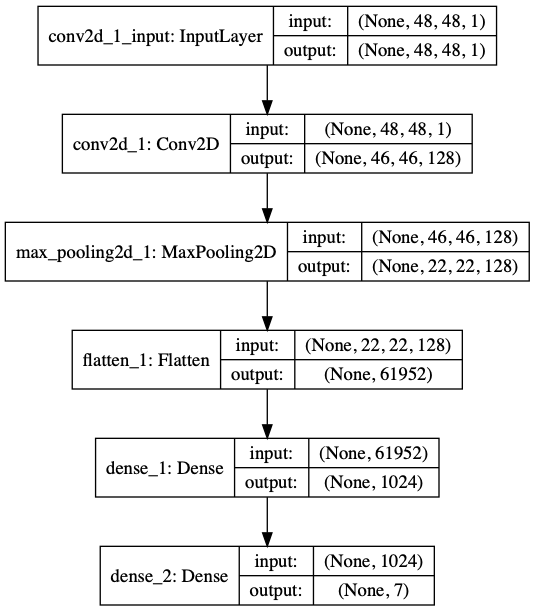 conv2d_1_input: InputLayer
input: (None, 48, 48, 1)
output: (None, 48, 48, 1)
conv2d_1: Conv2D
input: (None, 48, 48, 1)
output: (None, 46, 46, 128)
max_pooling2d_1: MaxPooling2D
input: (None, 46, 46, 128)
output: (None, 22, 22, 128)
flatten_1: Flatten
input: (None, 22, 22, 128)
output: (None, 61952)
dense_1: Dense
input: (None, 61952)
output: (None, 1024)
dense_2: Dense
input: (None, 1024)
output: (None, 7)